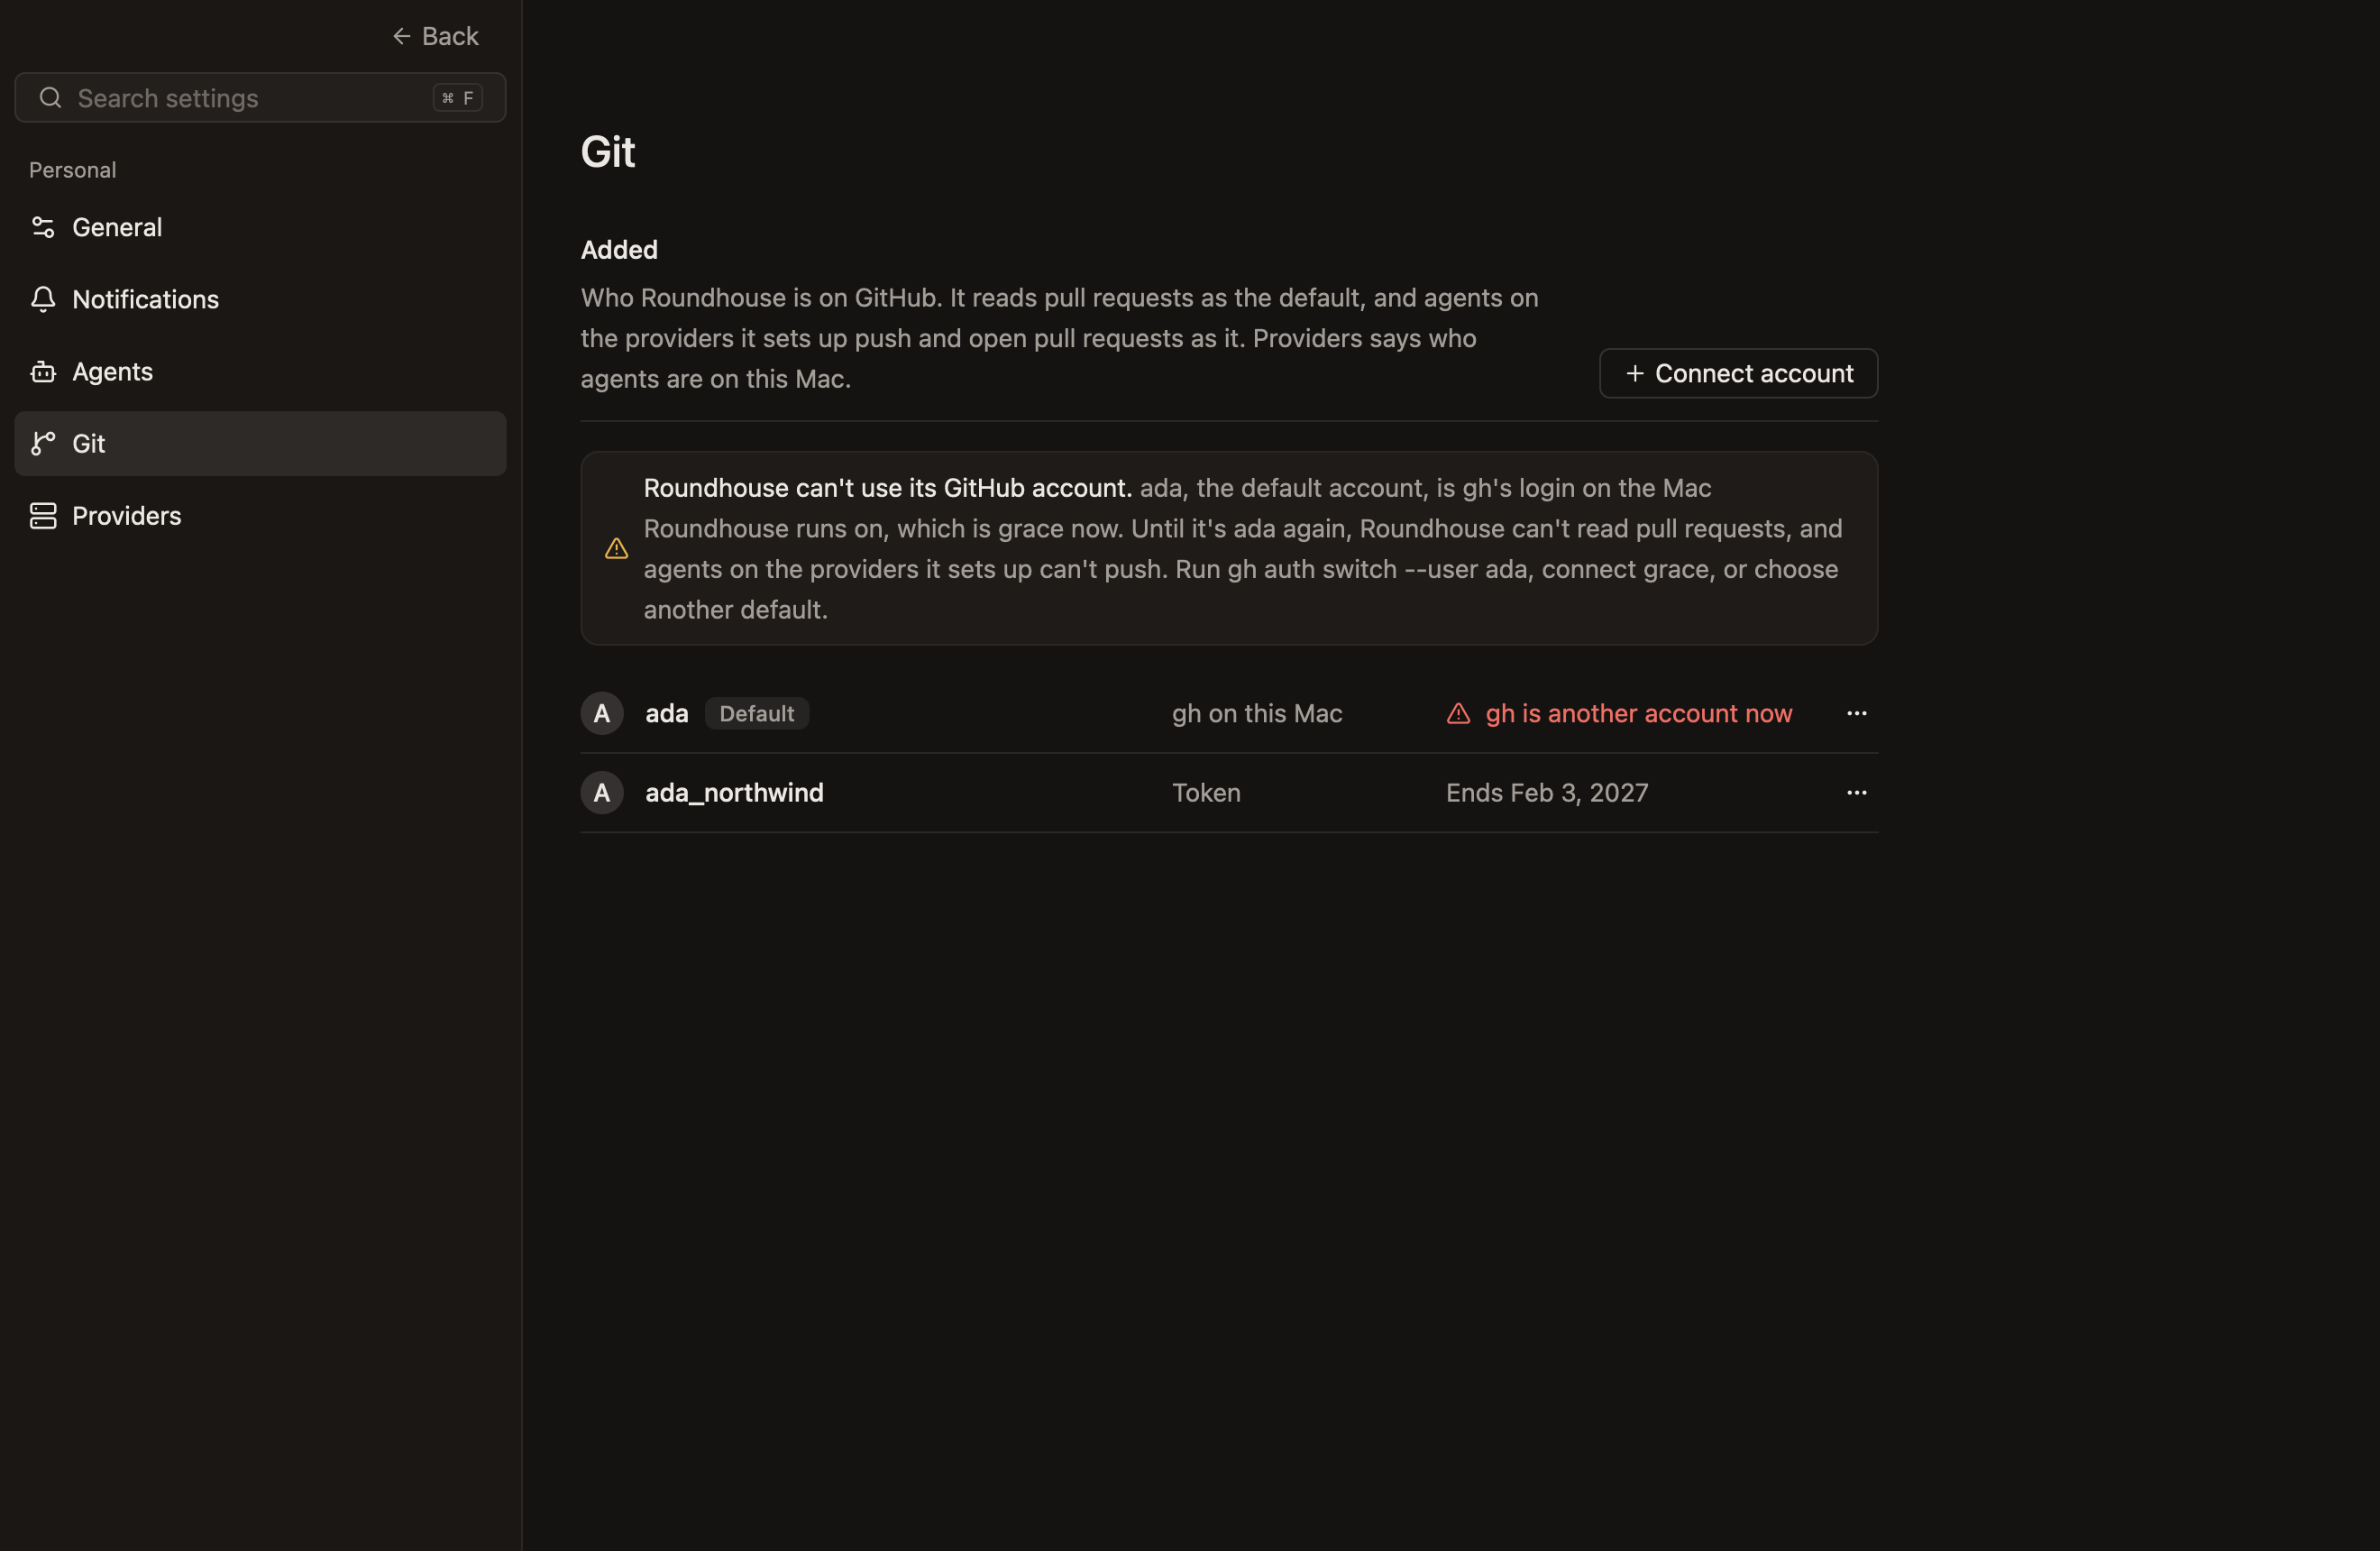 Back
Search settings
⌘ F
Personal
General
Notifications
Agents
Git
Providers
Git
Added
Who Roundhouse is on GitHub. It reads pull requests as the default, and agents on
the providers it sets up push and open pull requests as it. Providers says who
agents are on this Mac.
Connect account
Roundhouse can't use its GitHub account. ada, the default account, is gh's login on the Mac
Roundhouse runs on, which is grace now. Until it's ada again, Roundhouse can't read pull requests, and
agents on the providers it sets up can't push. Run gh auth switch --user ada, connect grace, or choose
another default.
A ada Default gh on this Mac gh is another account now
A ada_northwind Token Ends Feb 3, 2027